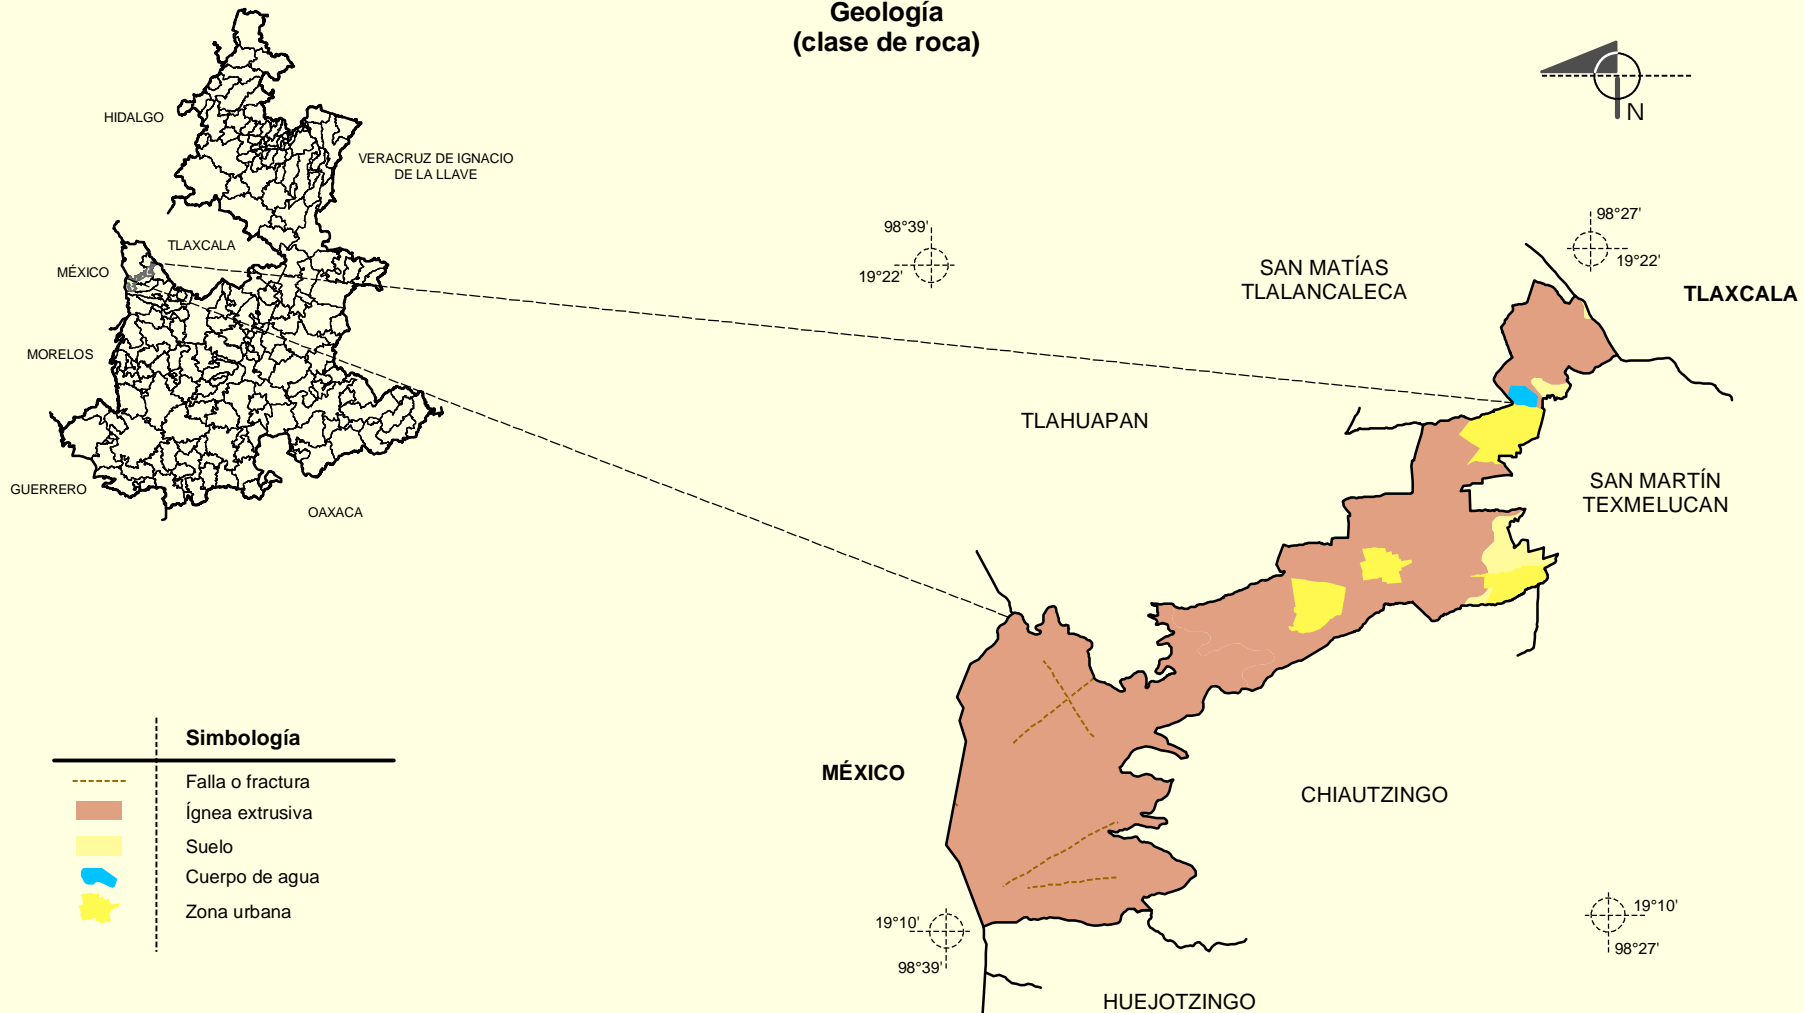 Geología
(clase de roca)
N
HIDALGO
VERACRUZ DE IGNACIO
DE LA LLAVE
TLAXCALA
MÉXICO
MORELOS
GUERRERO
OAXACA
98°39'
19°22'
98°27'
19°22'
SAN MATÍAS
TLALANCALECA
TLAXCALA
TLAHUAPAN
SAN MARTÍN
TEXMELUCAN
MÉXICO
CHIAUTZINGO
19°10'
98°39'
19°10'
98°27'
HUEJOTZINGO
Simbología
Falla o fractura
Ígnea extrusiva
Suelo
Cuerpo de agua
Zona urbana